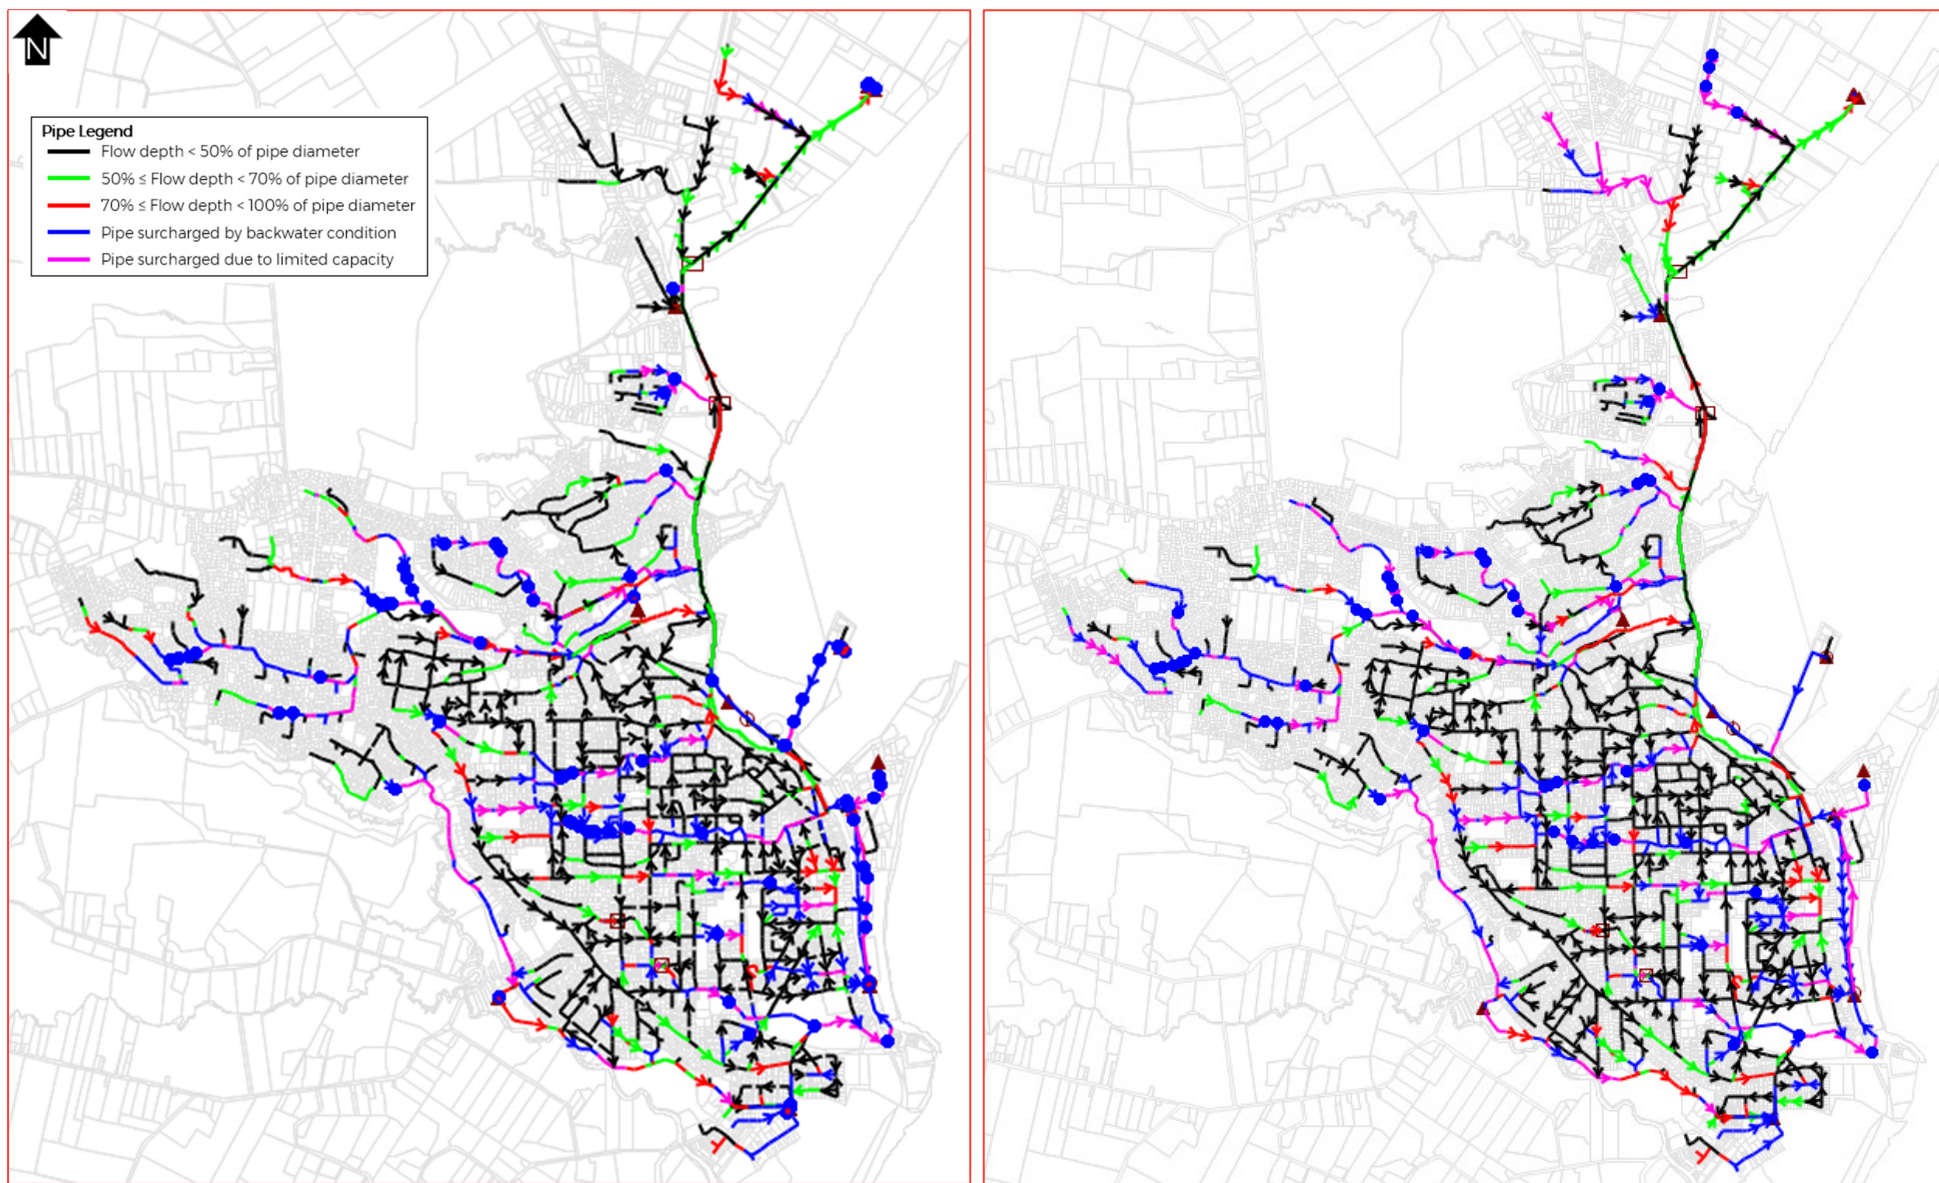 N
Pipe Legend
Flow depth < 50% of pipe diameter
50% ≤ Flow depth < 70% of pipe diameter
70% ≤ Flow depth < 100% of pipe diameter
Pipe surcharged by backwater condition
Pipe surcharged due to limited capacity